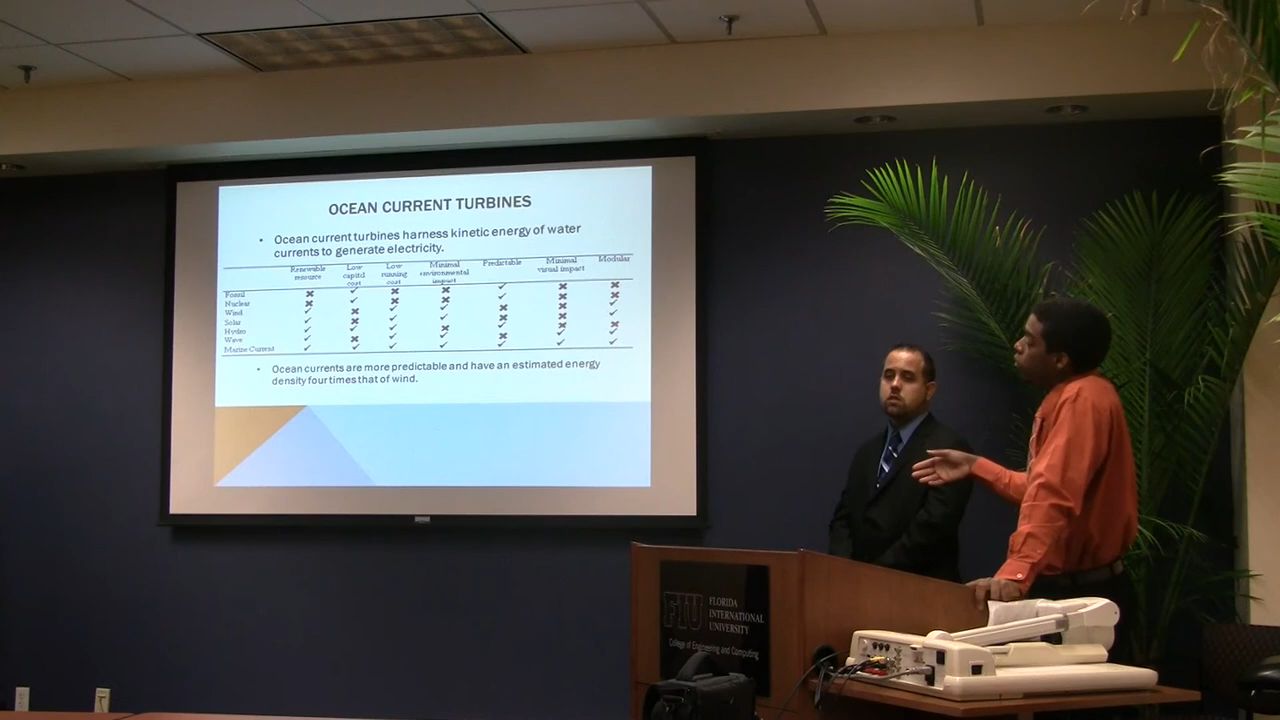 OCEAN CURRENT TURBINES
• Ocean current turbines harness kinetic energy of water
currents to generate electricity.
Renewable resource Low capital cost Low running cost Minimal environmental impact Predictable Minimal visual impact Modular
Fossil ✖ ✓ ✖ ✖ ✓ ✖ ✖
Nuclear ✖ ✓ ✖ ✖ ✓ ✖ ✖
Wind ✓ ✖ ✓ ✓ ✖ ✖ ✓
Solar ✓ ✖ ✓ ✓ ✖ ✖
Hydro ✓ ✓ ✓ ✖ ✓ ✖ ✖
Wave ✓ ✖ ✓ ✓ ✖ ✓ ✓
Marine Current ✓ ✓ ✓ ✓ ✓ ✓ ✓
• Ocean currents are more predictable and have an estimated energy
density four times that of wind.
FIU
FLORIDA
INTERNATIONAL
UNIVERSITY
College of Engineering and Computing